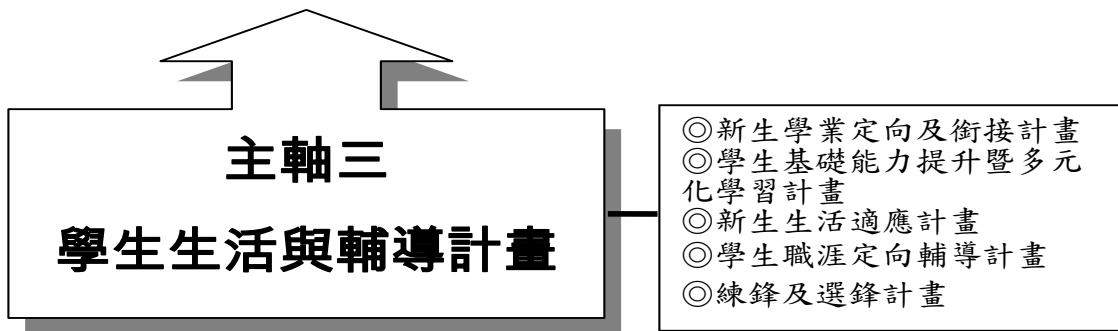 主軸三
學生生活與輔導計畫
◎新生學業定向及銜接計畫
◎學生基礎能力提升暨多元
化學習計畫
◎新生生活適應計畫
◎學生職涯定向輔導計畫
◎練鋒及選鋒計畫